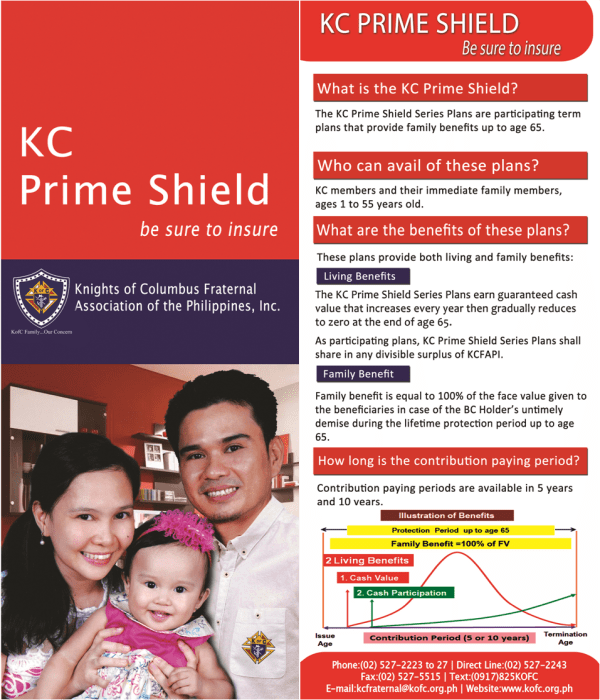 KC
Prime Shield
be sure to insure
Knights of Columbus Fraternal
Association of the Philippines, Inc.
KofC Family...Our Concern
KC PRIME SHIELD
Be sure to insure
What is the KC Prime Shield?
The KC Prime Shield Series Plans are participating term
plans that provide family benefits up to age 65.
Who can avail of these plans?
KC members and their immediate family members,
ages 1 to 55 years old.
What are the benefits of these plans?
These plans provide both living and family benefits:
Living Benefits
The KC Prime Shield Series Plans earn guaranteed cash
value that increases every year then gradually reduces
to zero at the end of age 65.
As participating plans, KC Prime Shield Series Plans shall
share in any divisible surplus of KCFAPI.
Family Benefit
Family benefit is equal to 100% of the face value given to
the beneficiaries in case of the BC Holder's untimely
demise during the lifetime protection period up to age
65.
How long is the contribution paying period?
Contribution paying periods are available in 5 years
and 10 years.
Illustration of Benefits
Protection Period up to age 65
Family Benefit =100% of FV
2 Living Benefits
1. Cash Value
2. Cash Participation
Issue
Age
Contribution Period (5 or 10 years)
Termination
Age
Phone:(02) 527-2223 to 27 | Direct Line:(02) 527-2243
Fax:(02) 527-5515 | Text:(0917)825KOFC
E-mail:kcfraternal@kofc.org.ph | Website:www.kofc.org.ph